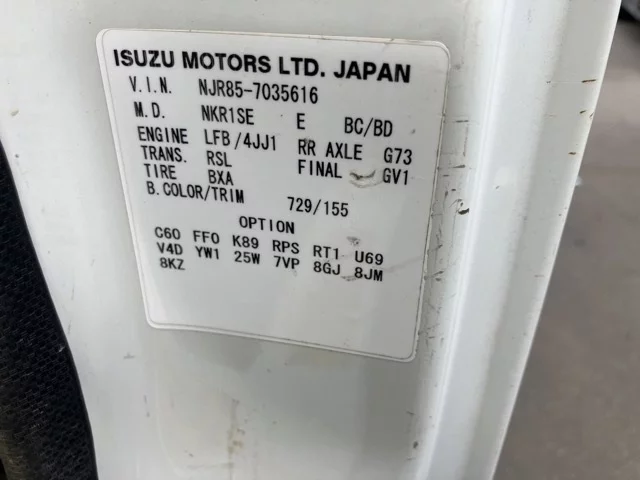 ISUZU MOTORS LTD. JAPAN
V.I.N. NJR85-7035616
M.D. NKR1SE E BC/BD
ENGINE LFB/4JJ1 RR AXLE G73
TRANS. RSL FINAL GV1
TIRE BXA
B.COLOR/TRIM 729/155
OPTION
C60 FF0 K89 RPS RT1 U69
V4D YW1 25W 7VP 8GJ 8JM
8KZ